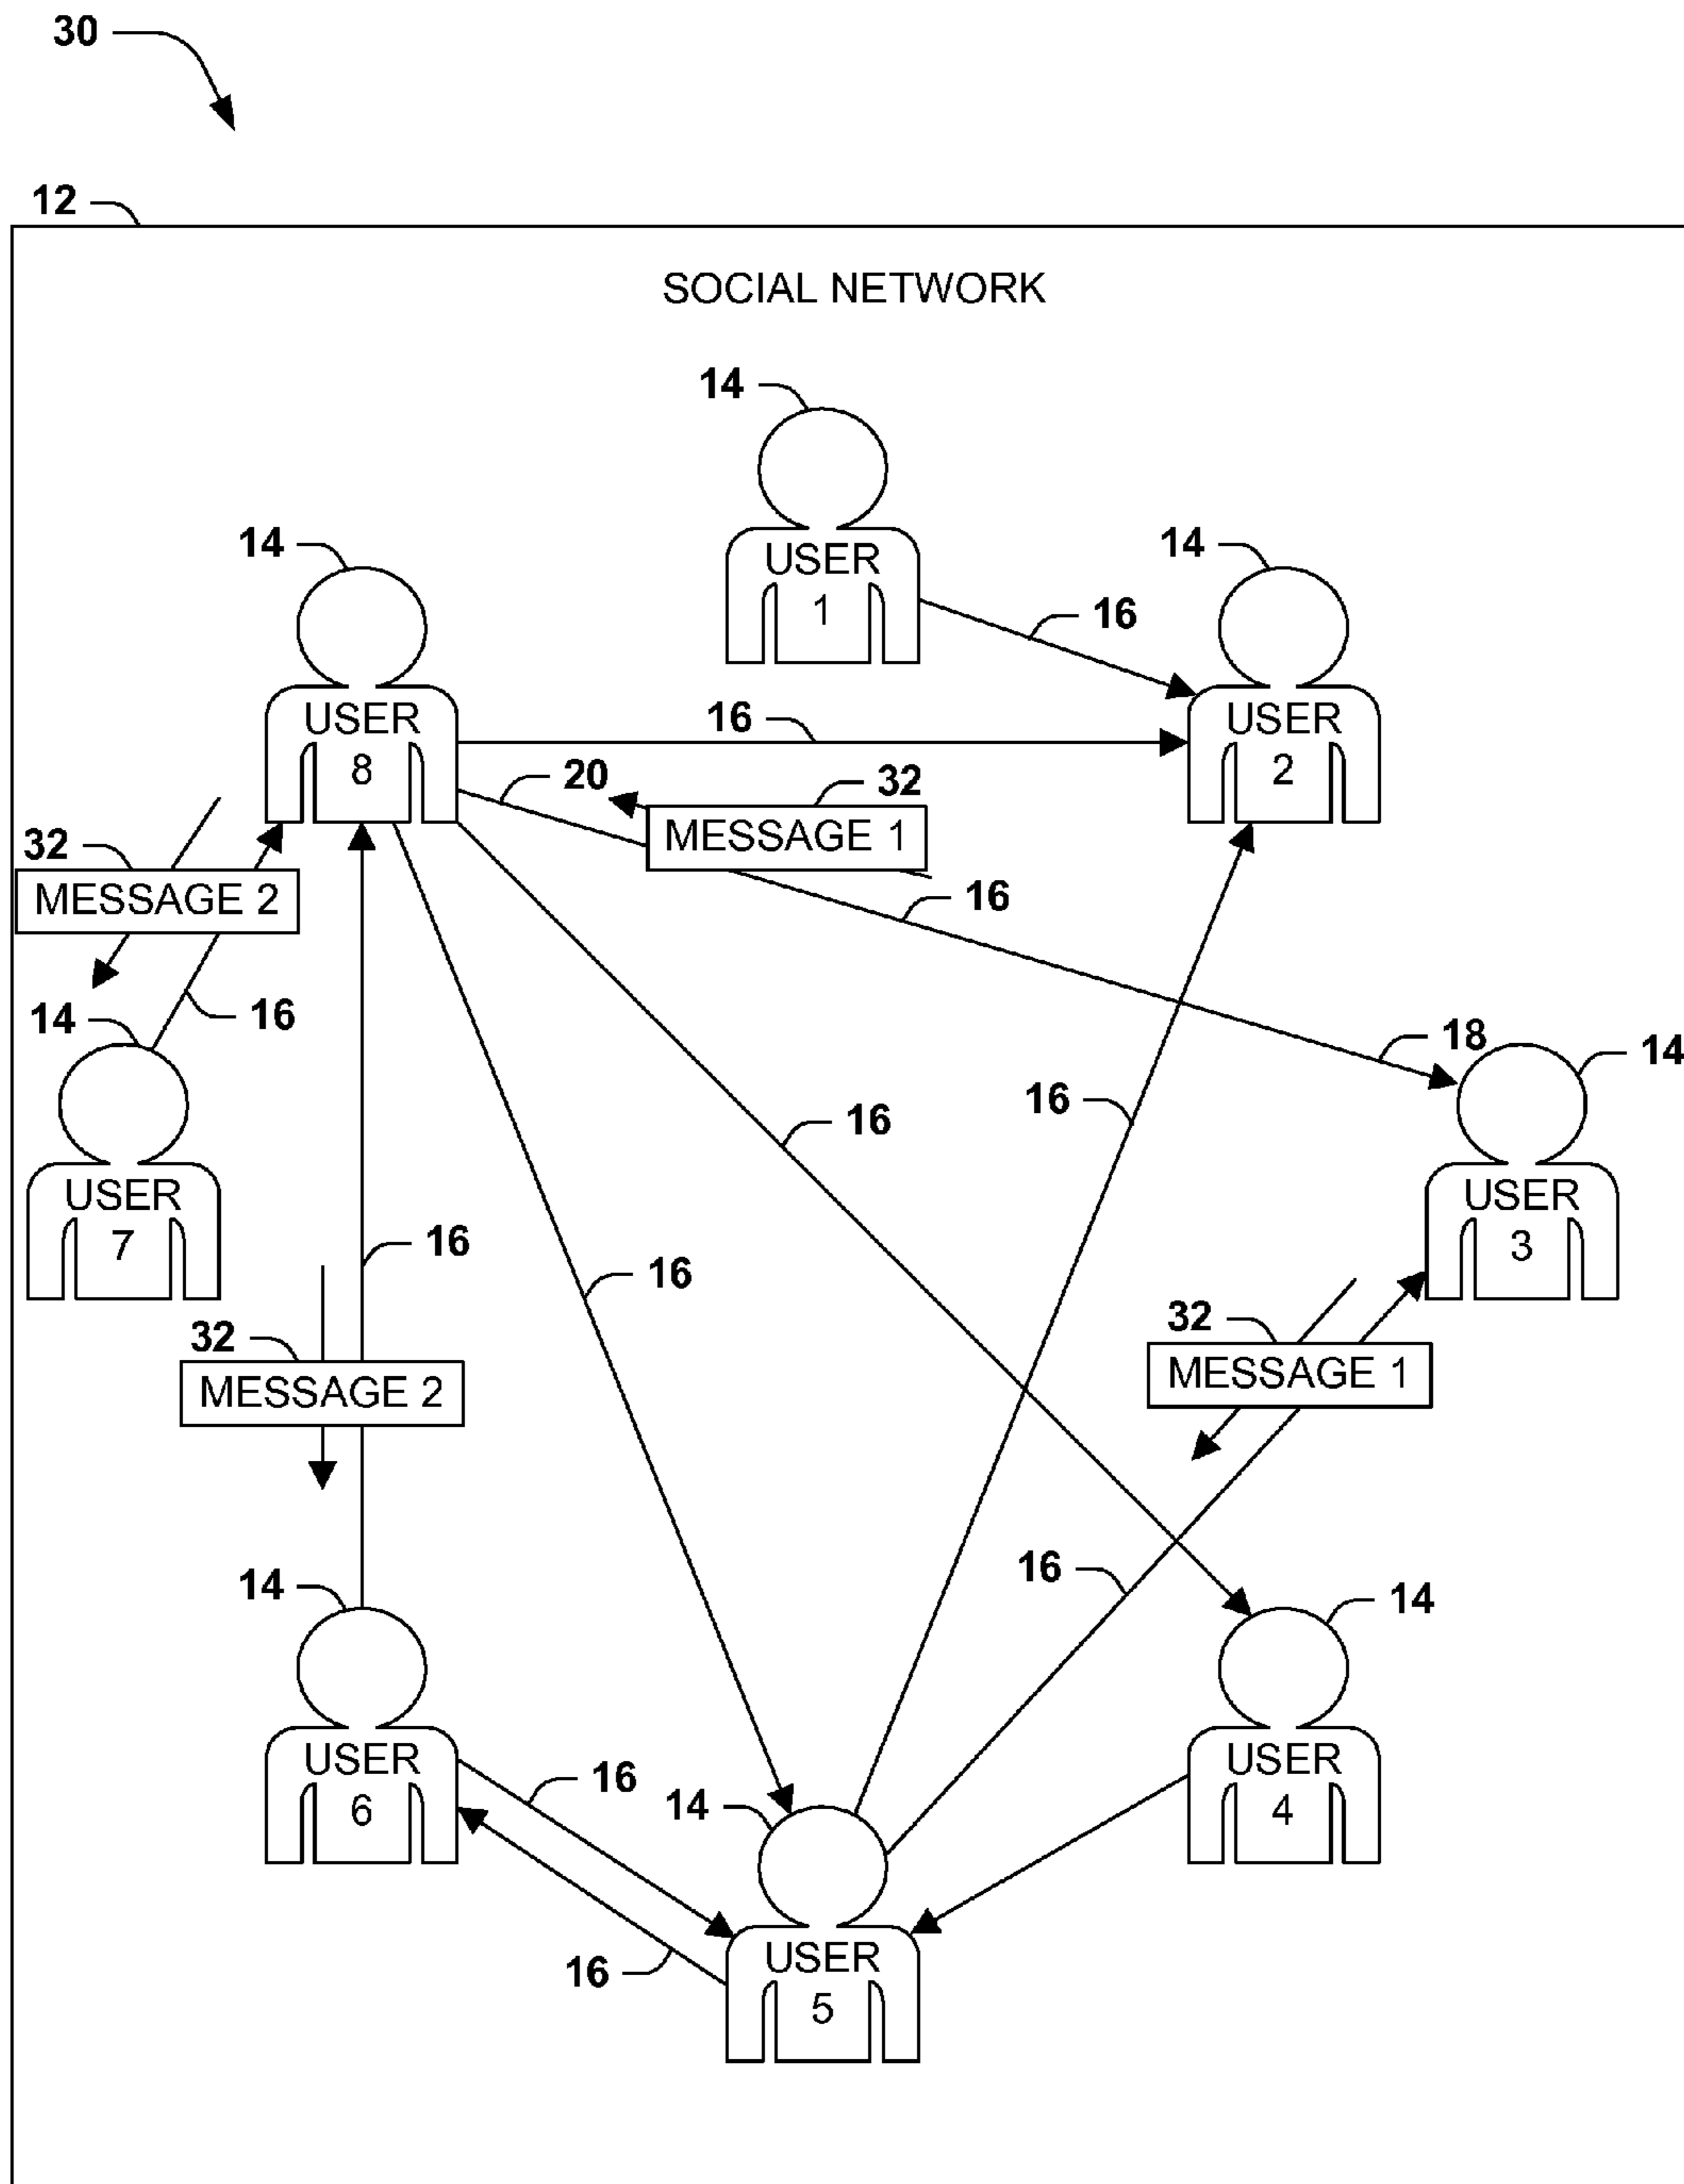 30
12
SOCIAL NETWORK
14
USER
1
14
USER
8
14
USER
2
16
16
20
32
MESSAGE 1
16
32
MESSAGE 2
16
18
14
USER
7
14
USER
3
16
16
16
16
32
MESSAGE 2
32
MESSAGE 1
16
14
USER
6
14
USER
4
16
14
USER
5
16